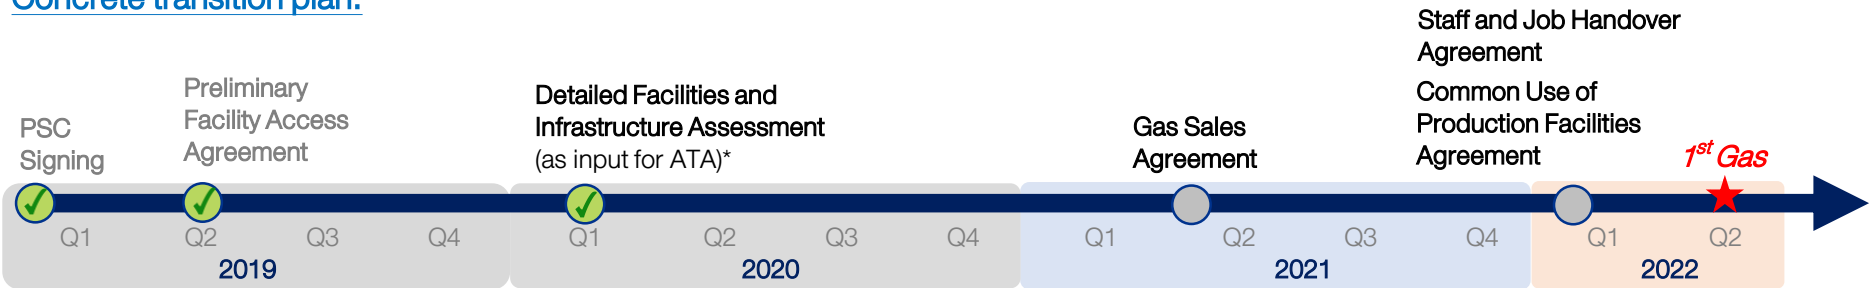 Concrete transition plan:
PSC
Signing
Preliminary
Facility Access
Agreement
Detailed Facilities and
Infrastructure Assessment
(as input for ATA)*
Gas Sales
Agreement
Staff and Job Handover
Agreement
Common Use of
Production Facilities
Agreement
1st Gas
Q1 Q2 Q3 Q4 Q1 Q2 Q3 Q4 Q1 Q2 Q3 Q4 Q1 Q2
2019 2020 2021 2022